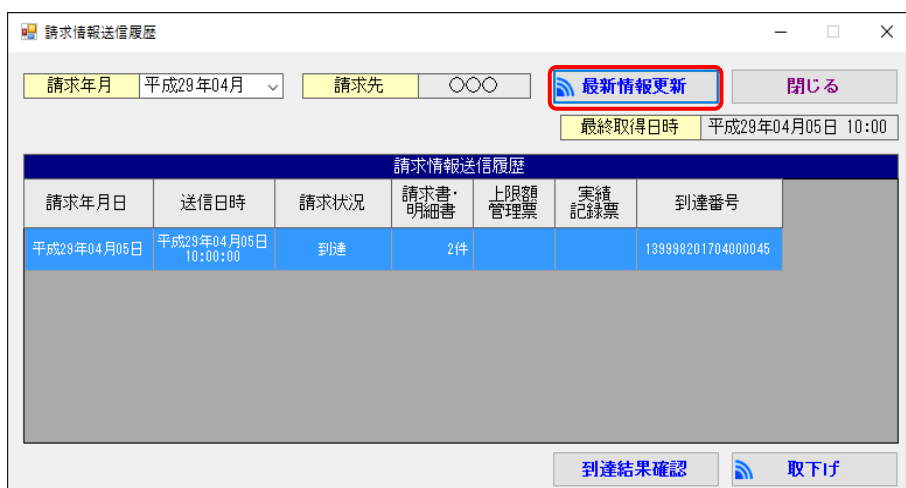 請求情報送信履歴
請求年月 平成29年04月 請求先 〇〇〇 最新情報更新 閉じる
最終取得日時 平成29年04月05日 10:00
請求情報送信履歴
請求年月日 送信日時 請求状況 請求書・明細書 上限額管理票 実績記録票 到達番号
平成29年04月05日 平成29年04月05日 10:00:00 到達 2件 139998201704000045
到達結果確認 取下げ